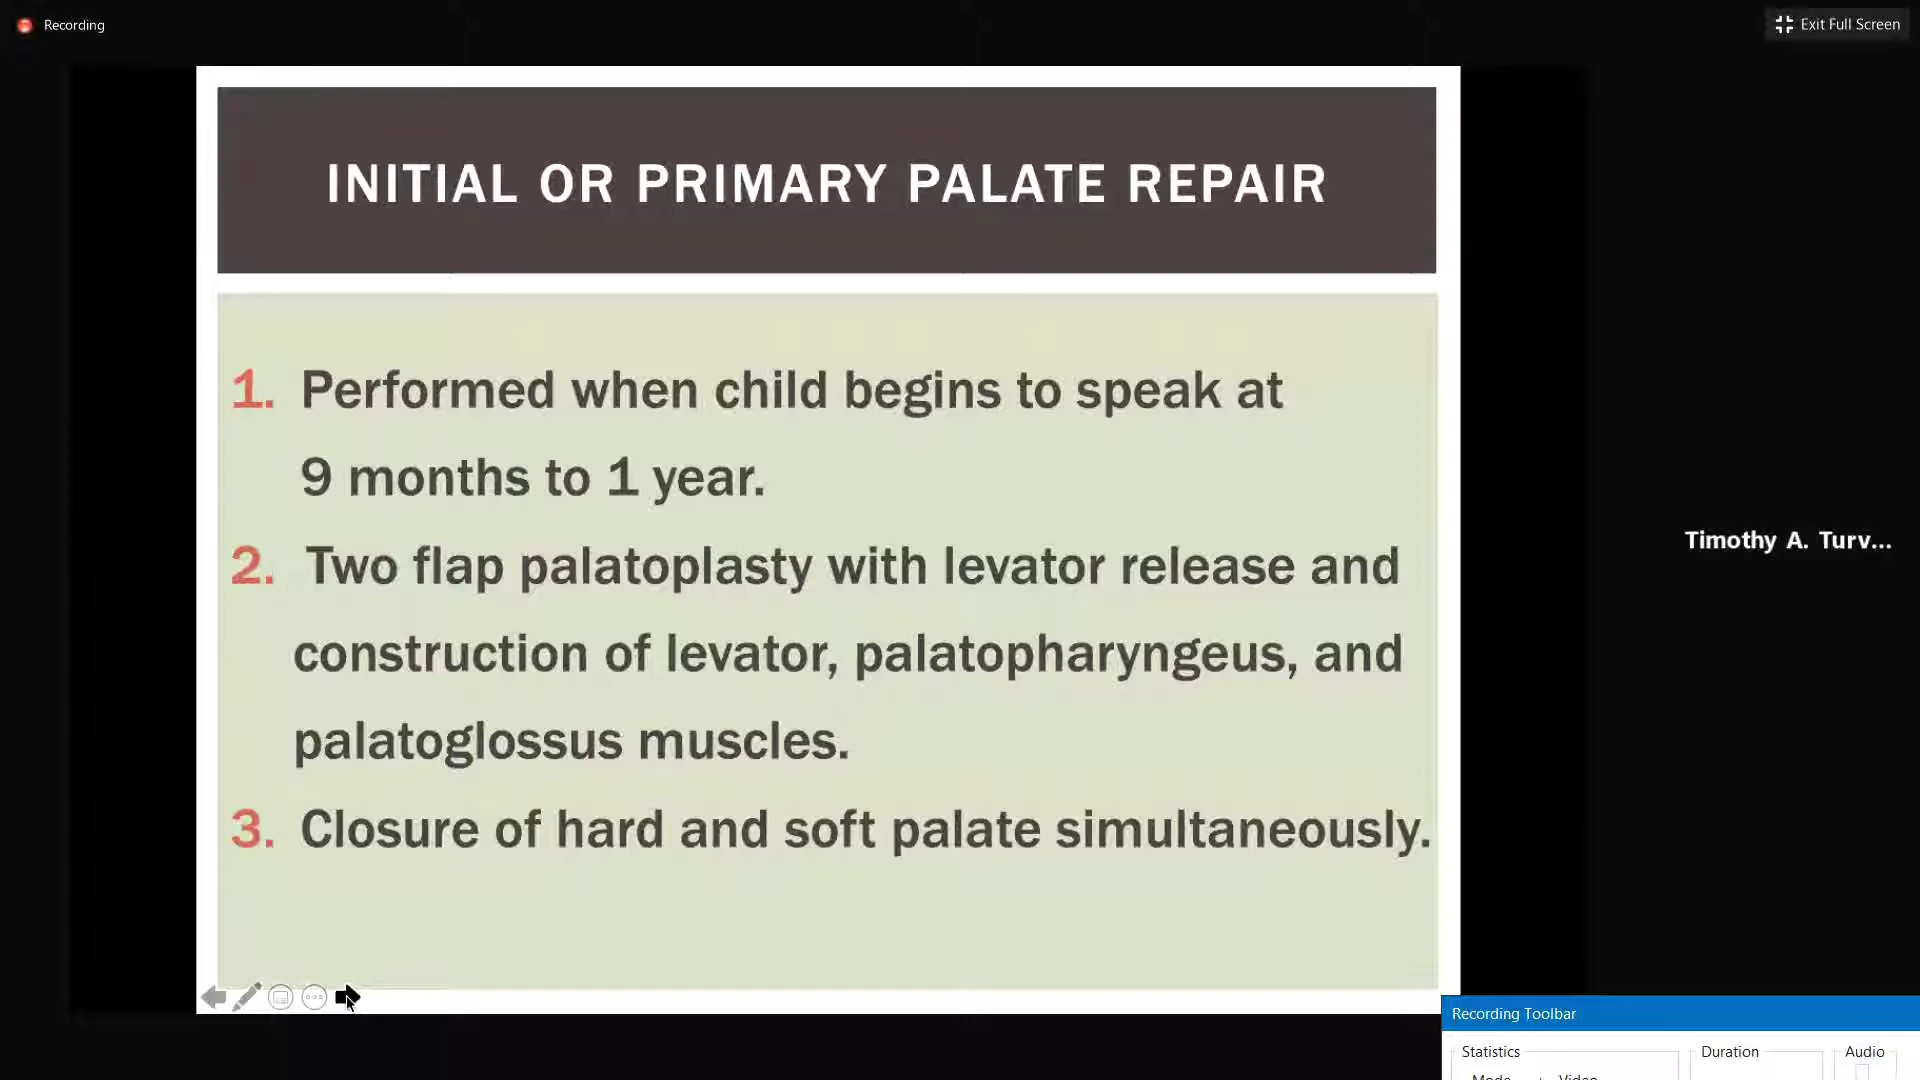 Recording
Exit Full Screen
INITIAL OR PRIMARY PALATE REPAIR
1. Performed when child begins to speak at
9 months to 1 year.
2. Two flap palatoplasty with levator release and
construction of levator, palatopharyngeus, and
palatoglossus muscles.
3. Closure of hard and soft palate simultaneously.
Timothy A. Turv...
Recording Toolbar
Statistics
Duration
Audio
Mode
Video